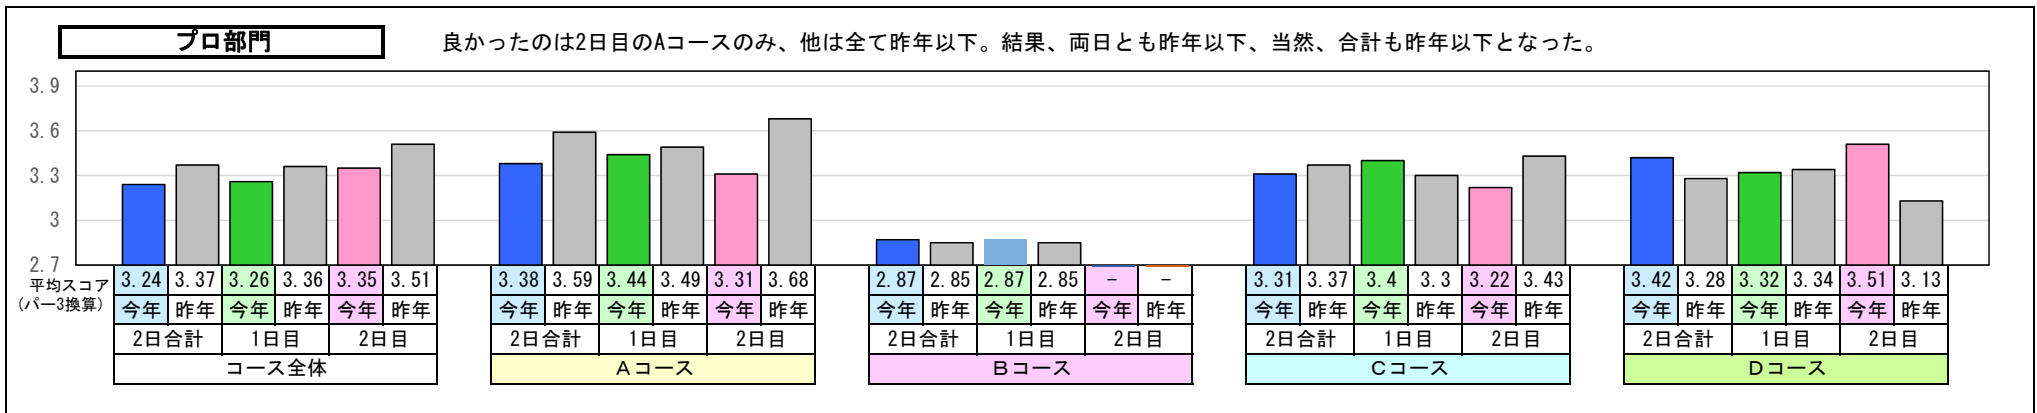 プロ部門
良かったのは2日目のAコースのみ、他は全て昨年以下。結果、両日とも昨年以下、当然、合計も昨年以下となった。
3.9
3.6
3.3
3
2.7
平均スコア
(パー3換算)
3.24 3.37 3.26 3.36 3.35 3.51 3.38 3.59 3.44 3.49 3.31 3.68 2.87 2.85 2.87 2.85 - - 3.31 3.37 3.4 3.3 3.22 3.43 3.42 3.28 3.32 3.34 3.51 3.13
今年 昨年 今年 昨年 今年 昨年 今年 昨年 今年 昨年 今年 昨年 今年 昨年 今年 昨年 今年 昨年 今年 昨年 今年 昨年 今年 昨年 今年 昨年 今年 昨年 今年 昨年
2日合計 1日目 2日目 2日合計 1日目 2日目 2日合計 1日目 2日目 2日合計 1日目 2日目 2日合計 1日目 2日目
コース全体 Aコース Bコース Cコース Dコース